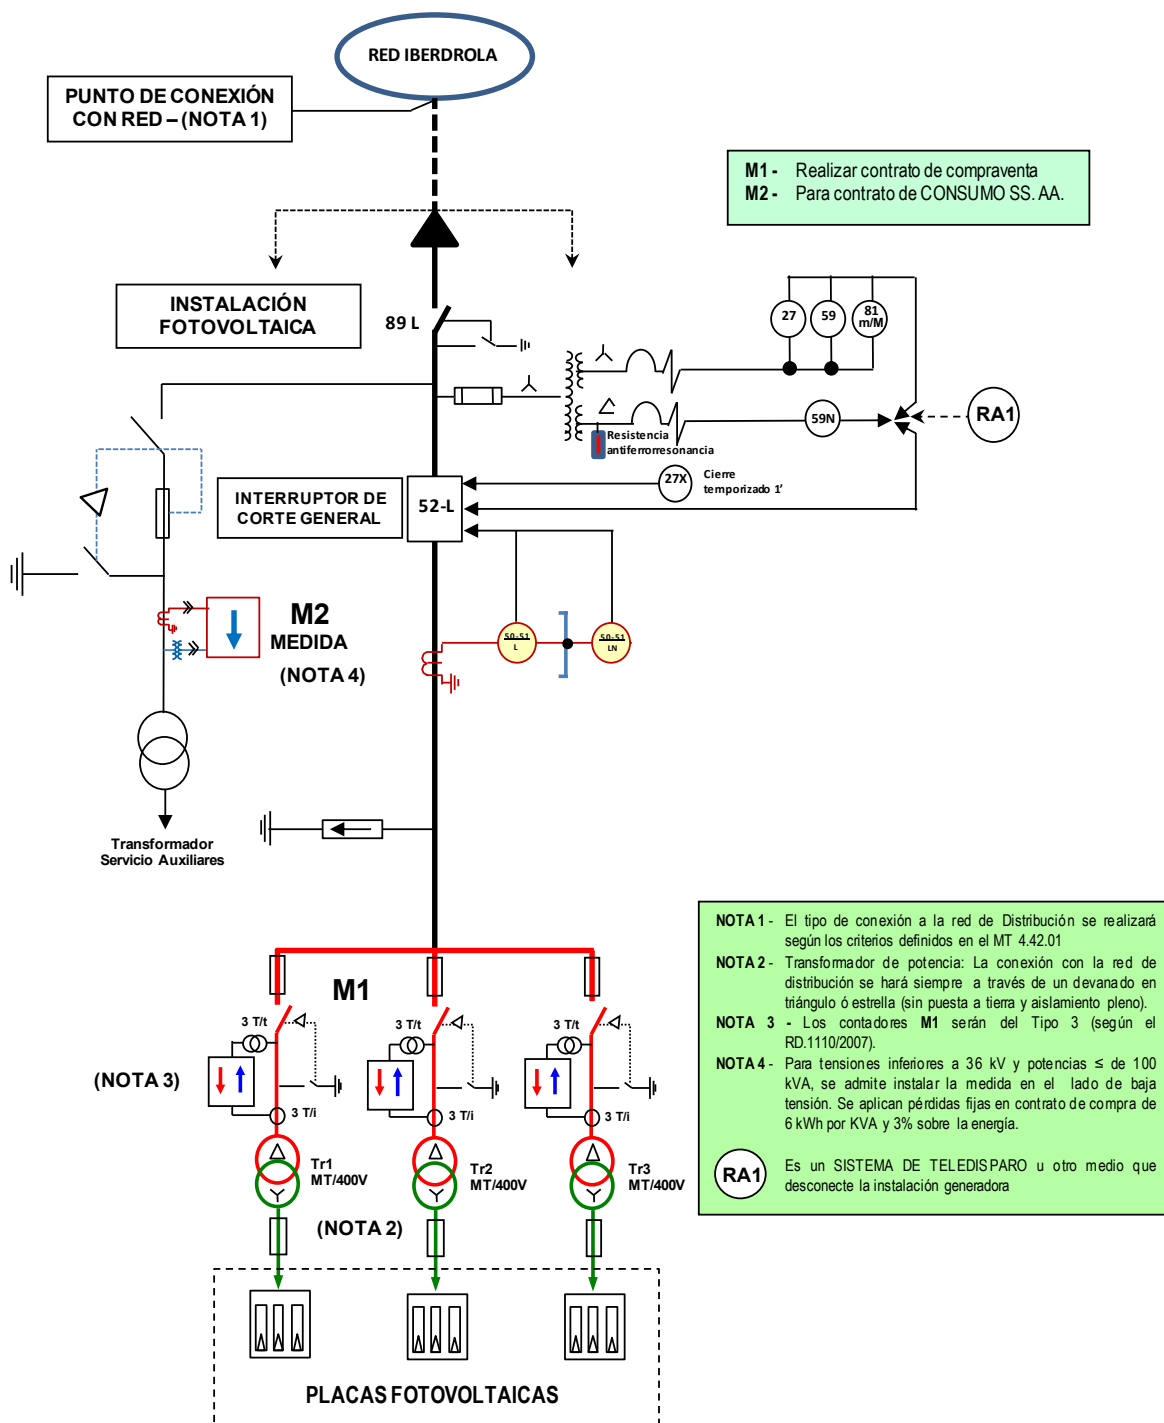 RED IBERDROLA
PUNTO DE CONEXIÓN
CON RED – (NOTA 1)
M1 - Realizar contrato de compraventa
M2 - Para contrato de CONSUMO SS. AA.
INSTALACIÓN
FOTOVOLTAICA
89 L
27
59
81
m/M
59N
RA1
Resistencia
antiferrorresonancia
27X
Cierre
temporizado 1'
INTERRUPTOR DE
CORTE GENERAL
52-L
M2
MEDIDA
(NOTA 4)
50-51
L
50-51
LN
Transformador
Servicio Auxiliares
M1
(NOTA 3)
3 T/t
3 T/t
3 T/t
3 T/i
3 T/i
3 T/i
Tr1
MT/400V
Tr2
MT/400V
Tr3
MT/400V
(NOTA 2)
PLACAS FOTOVOLTAICAS
NOTA 1 - El tipo de conexión a la red de Distribución se realizará
según los criterios definidos en el MT 4.42.01
NOTA 2 - Transformador de potencia: La conexión con la red de
distribución se hará siempre a través de un devanado en
triángulo ó estrella (sin puesta a tierra y aislamiento pleno).
NOTA 3 - Los contadores M1 serán del Tipo 3 (según el
RD.1110/2007).
NOTA 4 - Para tensiones inferiores a 36 kV y potencias ≤ de 100
kVA, se admite instalar la medida en el lado de baja
tensión. Se aplican pérdidas fijas en contrato de compra de
6 kWh por KVA y 3% sobre la energía.
RA1
Es un SISTEMA DE TELEDISPARO u otro medio que
desconecte la instalación generadora